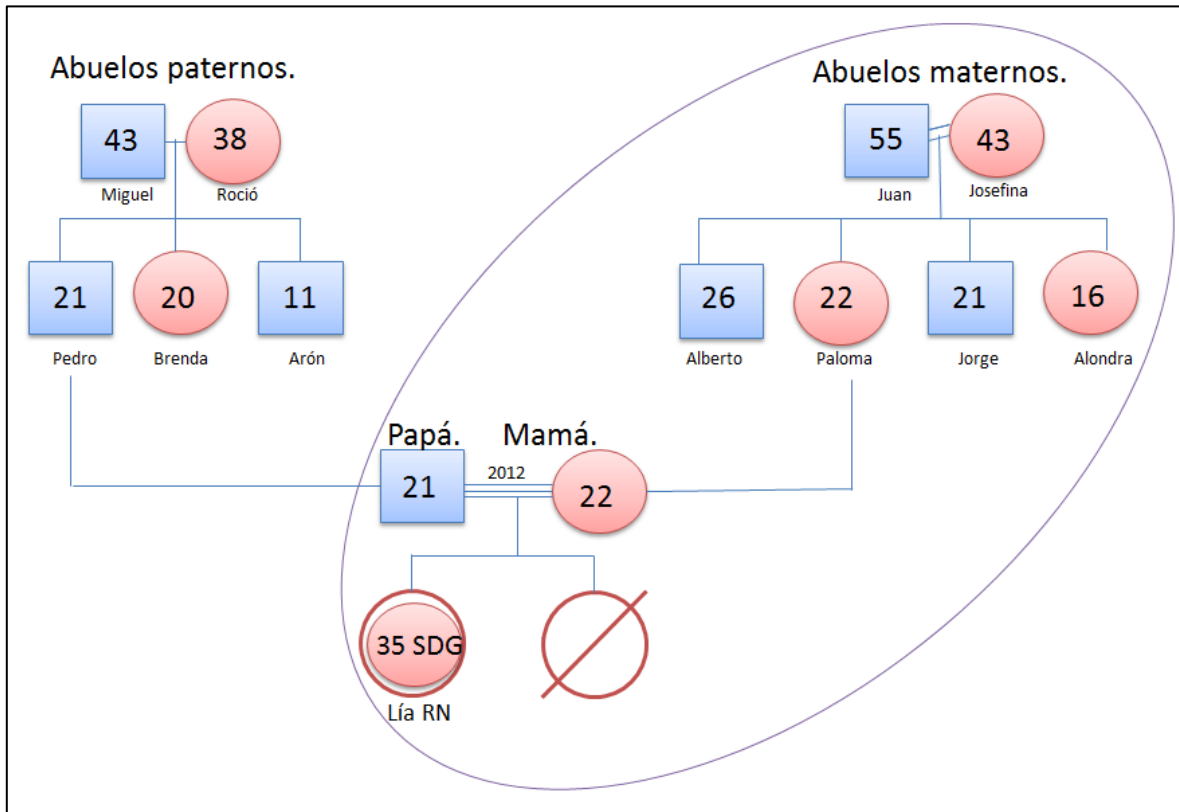 Abuelos paternos.
Abuelos maternos.
43
38
55
43
Miguel
Roció
Juan
Josefina
21
20
11
26
22
21
16
Pedro
Brenda
Arón
Alberto
Paloma
Jorge
Alondra
Papá.
Mamá.
2012
21
22
35 SDG
Lía RN